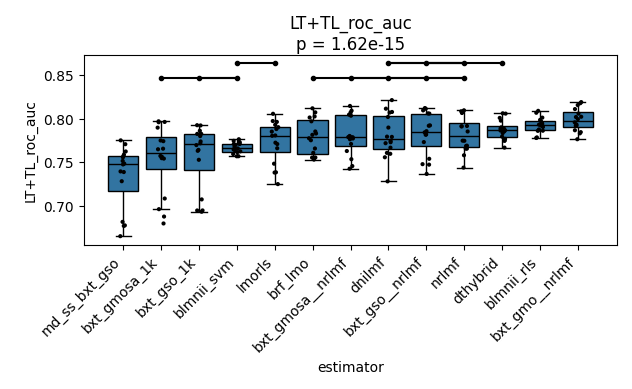 LT+TL_roc_auc
p = 1.62e-15
LT+TL_roc_auc
0.85
0.80
0.75
0.70
md_ss_bxt_gso
bxt_gmosa_1k
bxt_gso_1k
blmnii_svm
lmorls
brf_lmo
bxt_gmosa__nrlmf
dnilmf
bxt_gso__nrlmf
nrlmf
dthybrid
blmnii_rls
bxt_gmo__nrlmf
estimator